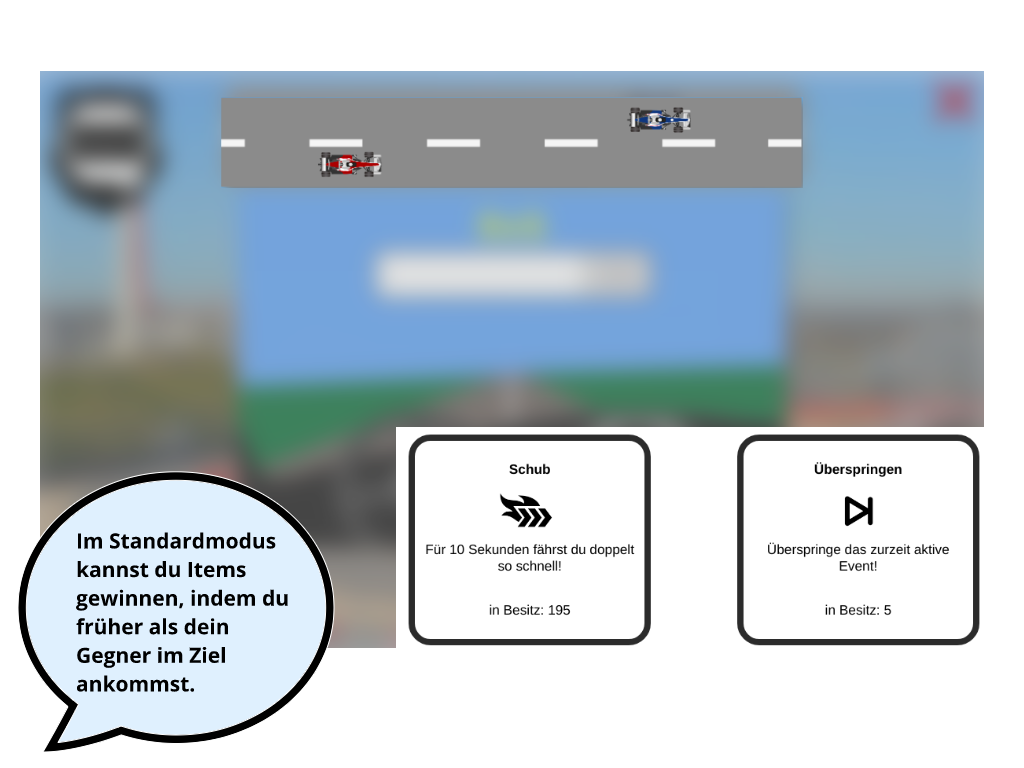 Schub
Für 10 Sekunden fährst du doppelt
so schnell!
in Besitz: 195
Überspringen
Überspringe das zurzeit aktive
Event!
in Besitz: 5
Im Standardmodus
kannst du Items
gewinnen, indem du
früher als dein
Gegner im Ziel
ankommst.